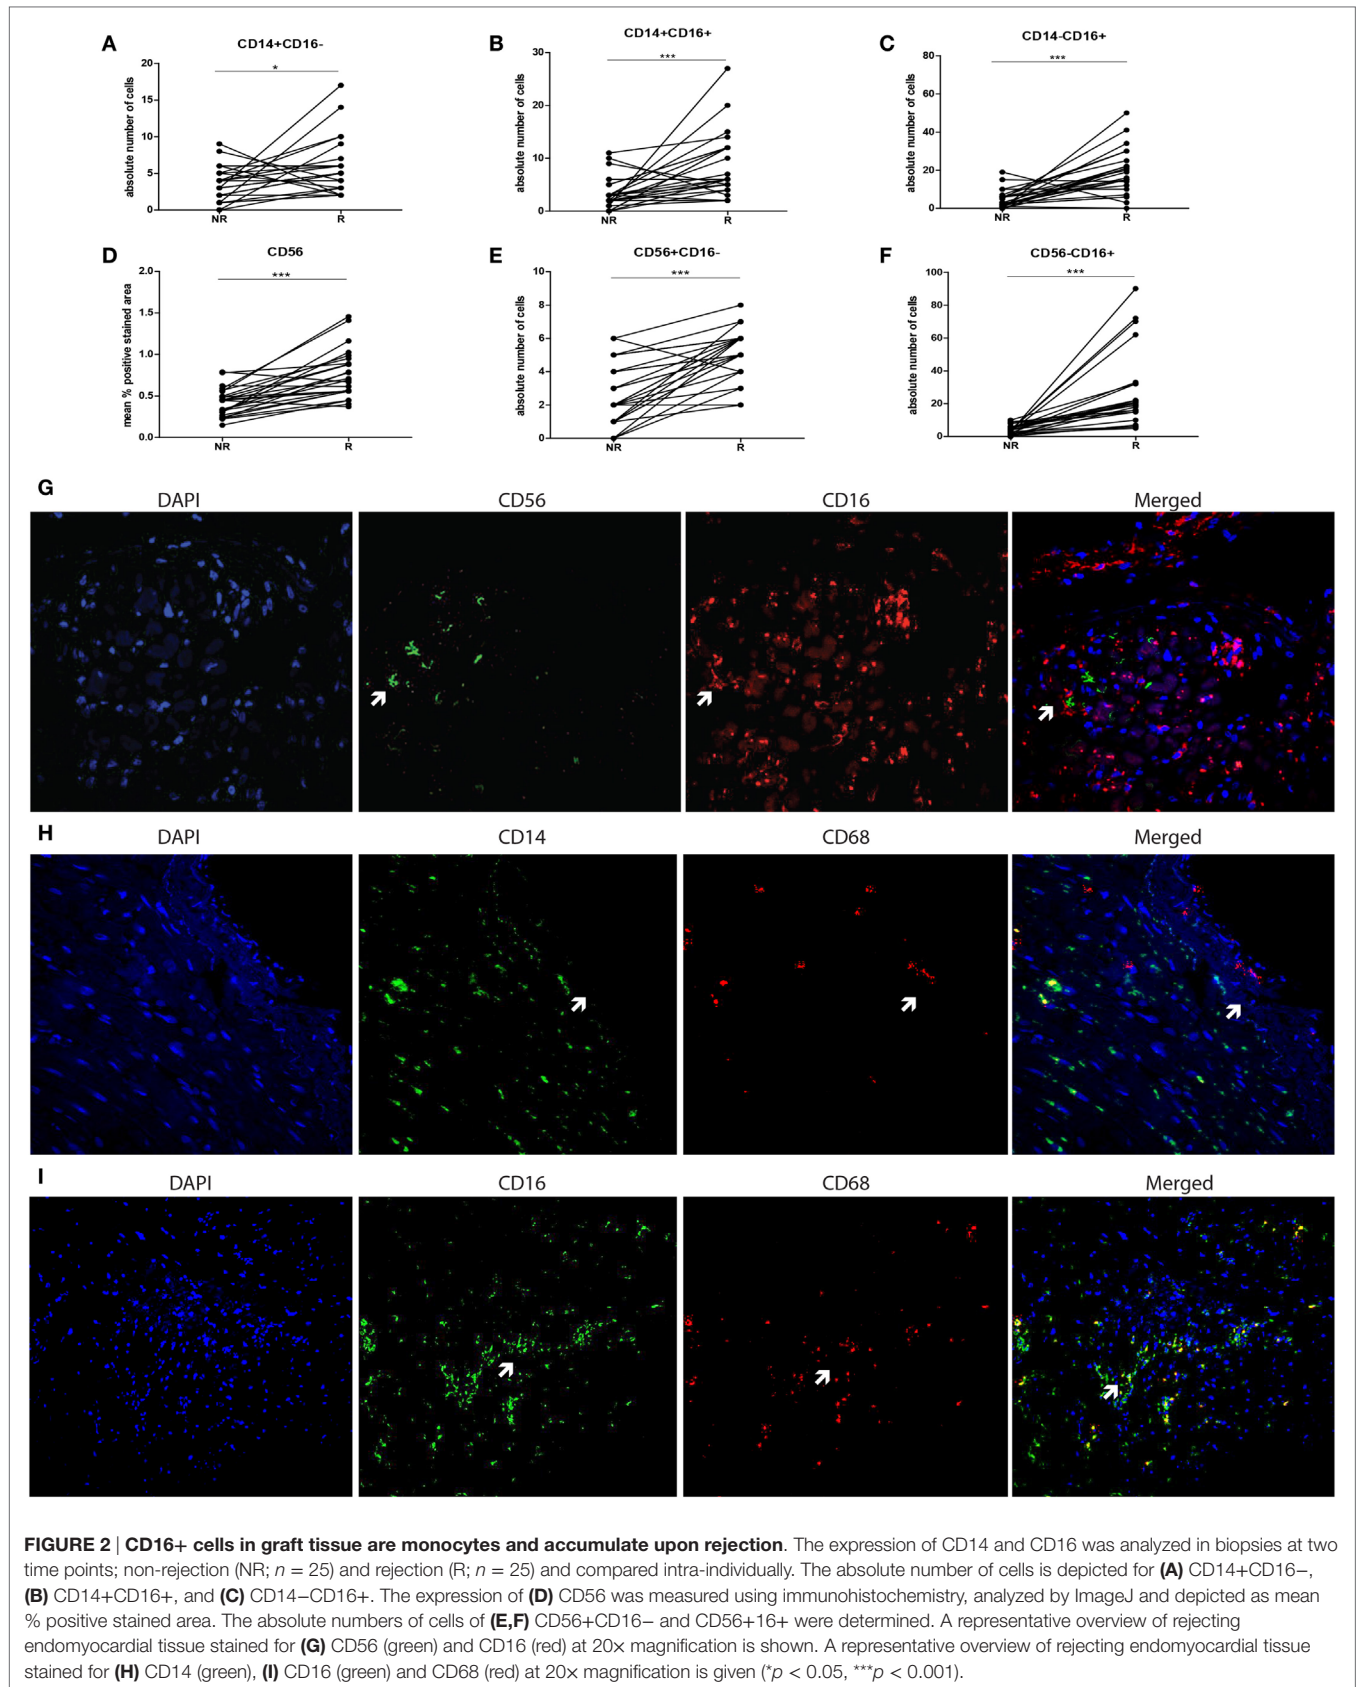 A
CD14+CD16-
*
absolute number of cells
20
15
10
5
0
NR
R
B
CD14+CD16+
***
absolute number of cells
30
20
10
0
NR
R
C
CD14-CD16+
***
absolute number of cells
80
60
40
20
0
NR
R
D
CD56
***
mean % positive stained area
2.0
1.5
1.0
0.5
0.0
NR
R
E
CD56+CD16-
***
absolute number of cells
10
8
6
4
2
0
NR
R
F
CD56-CD16+
***
absolute number of cells
100
80
60
40
20
0
NR
R
G
DAPI
CD56
CD16
Merged
H
DAPI
CD14
CD68
Merged
I
DAPI
CD16
CD68
Merged
FIGURE 2 | CD16+ cells in graft tissue are monocytes and accumulate upon rejection. The expression of CD14 and CD16 was analyzed in biopsies at two
time points; non-rejection (NR; n = 25) and rejection (R; n = 25) and compared intra-individually. The absolute number of cells is depicted for (A) CD14+CD16−,
(B) CD14+CD16+, and (C) CD14−CD16+. The expression of (D) CD56 was measured using immunohistochemistry, analyzed by ImageJ and depicted as mean
% positive stained area. The absolute numbers of cells of (E,F) CD56+CD16− and CD56+16+ were determined. A representative overview of rejecting
endomyocardial tissue stained for (G) CD56 (green) and CD16 (red) at 20× magnification is shown. A representative overview of rejecting endomyocardial tissue
stained for (H) CD14 (green), (I) CD16 (green) and CD68 (red) at 20× magnification is given (*p < 0.05, ***p < 0.001).